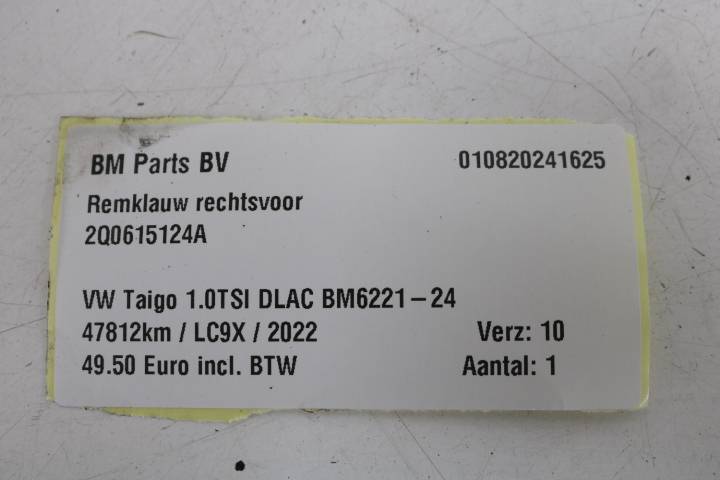 BM Parts BV 010820241625
Remklauw rechtsvoor
2Q0615124A
VW Taigo 1.0TSI DLAC BM6221-24
47812km / LC9X / 2022 Verz: 10
49.50 Euro incl. BTW Aantal: 1